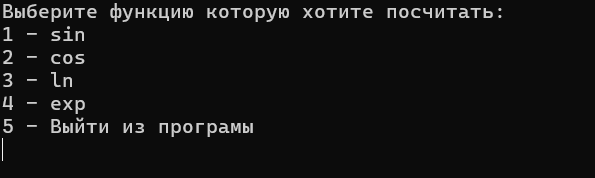 Выберите функцию которую хотите посчитать:
1 - sin
2 - cos
3 - ln
4 - exp
5 - Выйти из програмы